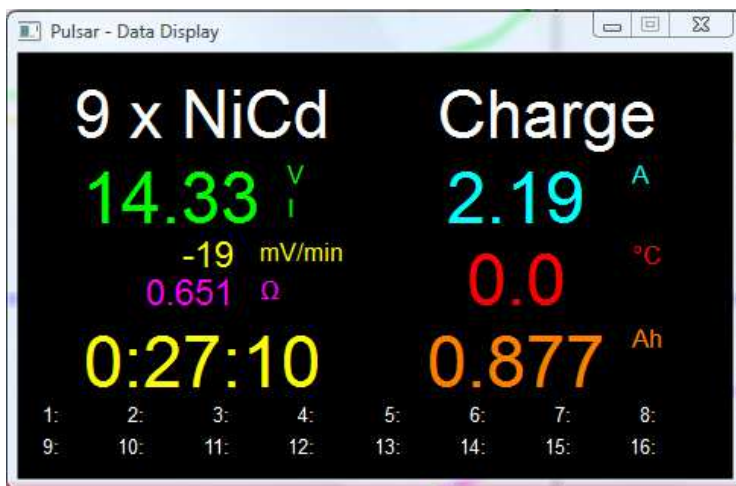 Pulsar - Data Display
9 x NiCd Charge
14.33 V I 2.19 A
-19 mV/min
0.651 Ω 0.0 °C
0:27:10 0.877 Ah
1: 2: 3: 4: 5: 6: 7: 8:
9: 10: 11: 12: 13: 14: 15: 16: